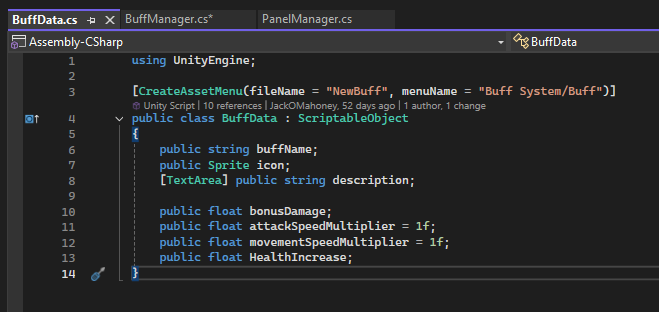 BuffData.cs BuffManager.cs* PanelManager.cs
Assembly-CSharp BuffData
1 using UnityEngine;
2
3 [CreateAssetMenu(fileName = "NewBuff", menuName = "Buff System/Buff")]
Unity Script | 10 references | JackOMahoney, 52 days ago | 1 author, 1 change
4 public class BuffData : ScriptableObject
5 {
6 public string buffName;
7 public Sprite icon;
8 [TextArea] public string description;
9
10 public float bonusDamage;
11 public float attackSpeedMultiplier = 1f;
12 public float movementSpeedMultiplier = 1f;
13 public float HealthIncrease;
14 }